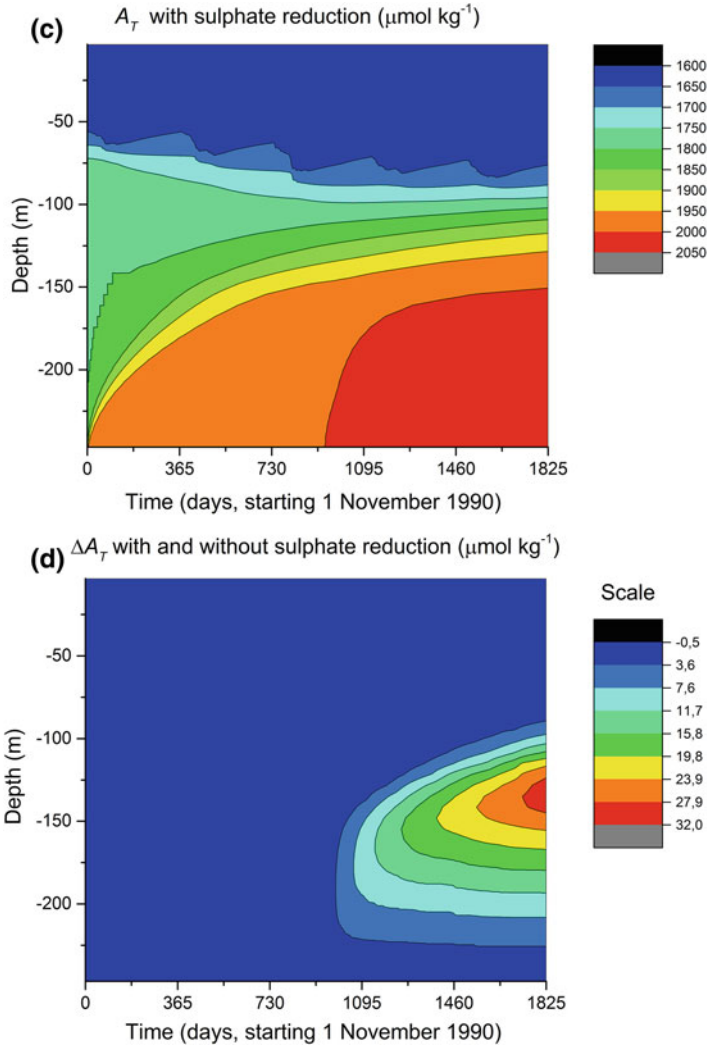 (c) A_T with sulphate reduction (μmol kg⁻¹)
Depth (m)
-50
-100
-150
-200
0 365 730 1095 1460 1825
Time (days, starting 1 November 1990)
1600
1650
1700
1750
1800
1900
1950
2000
2050
(d) ΔA_T with and without sulphate reduction (μmol kg⁻¹)
Depth (m)
-50
-100
-150
-200
0 365 730 1095 1460 1825
Time (days, starting 1 November 1990)
Scale
-0,5
3,6
7,6
11,7
15,8
19,8
23,9
27,9
32,0